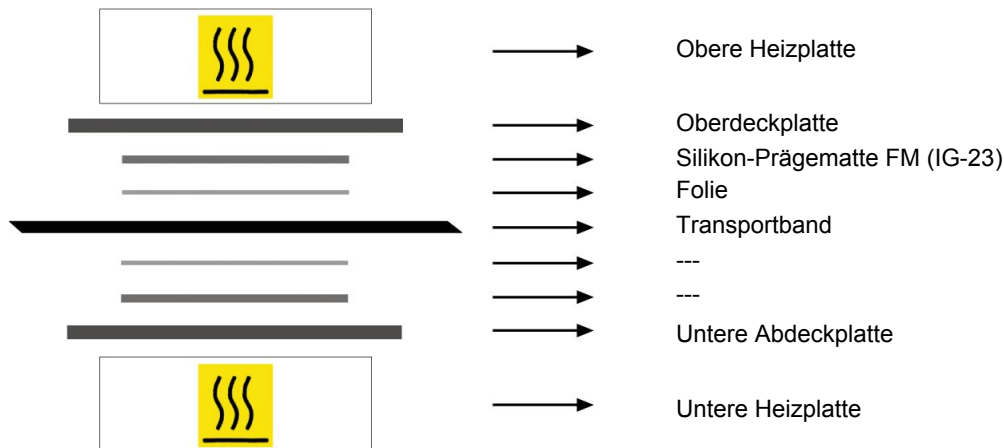 Obere Heizplatte
Oberdeckplatte
Silikon-Prägematte FM (IG-23)
Folie
Transportband
---
---
Untere Abdeckplatte
Untere Heizplatte